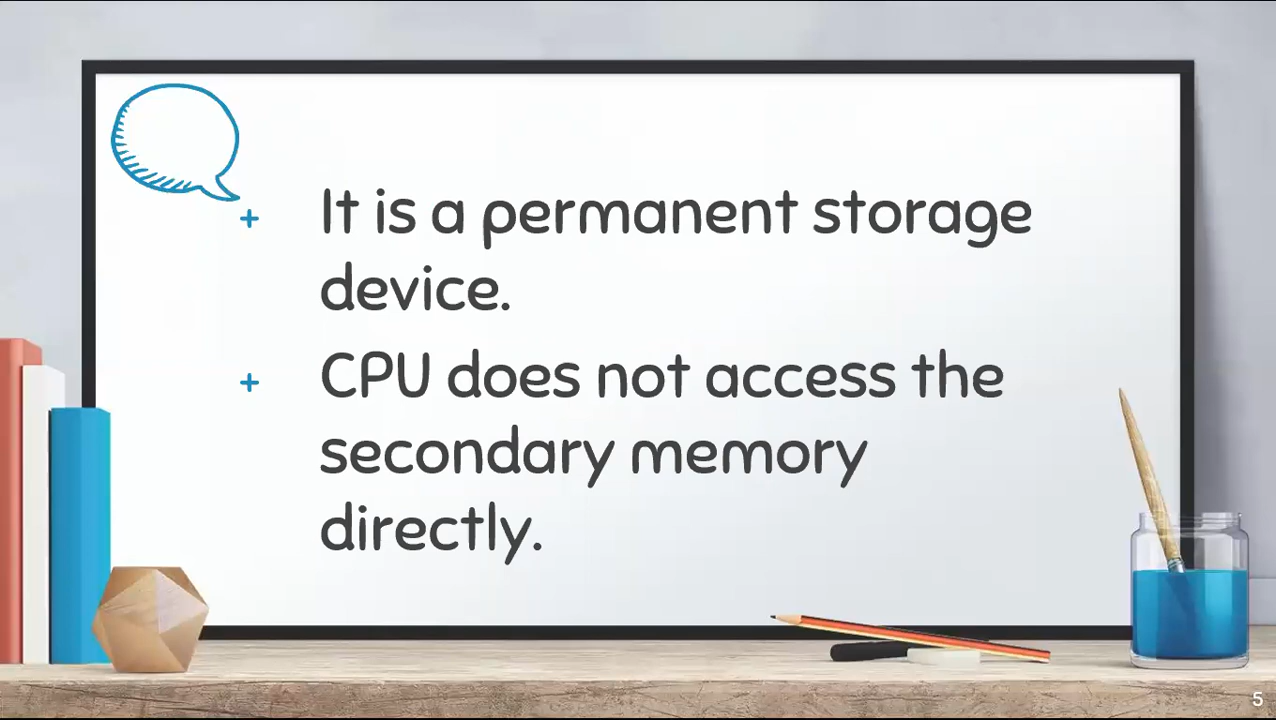 + It is a permanent storage
device.
+ CPU does not access the
secondary memory
directly.
5